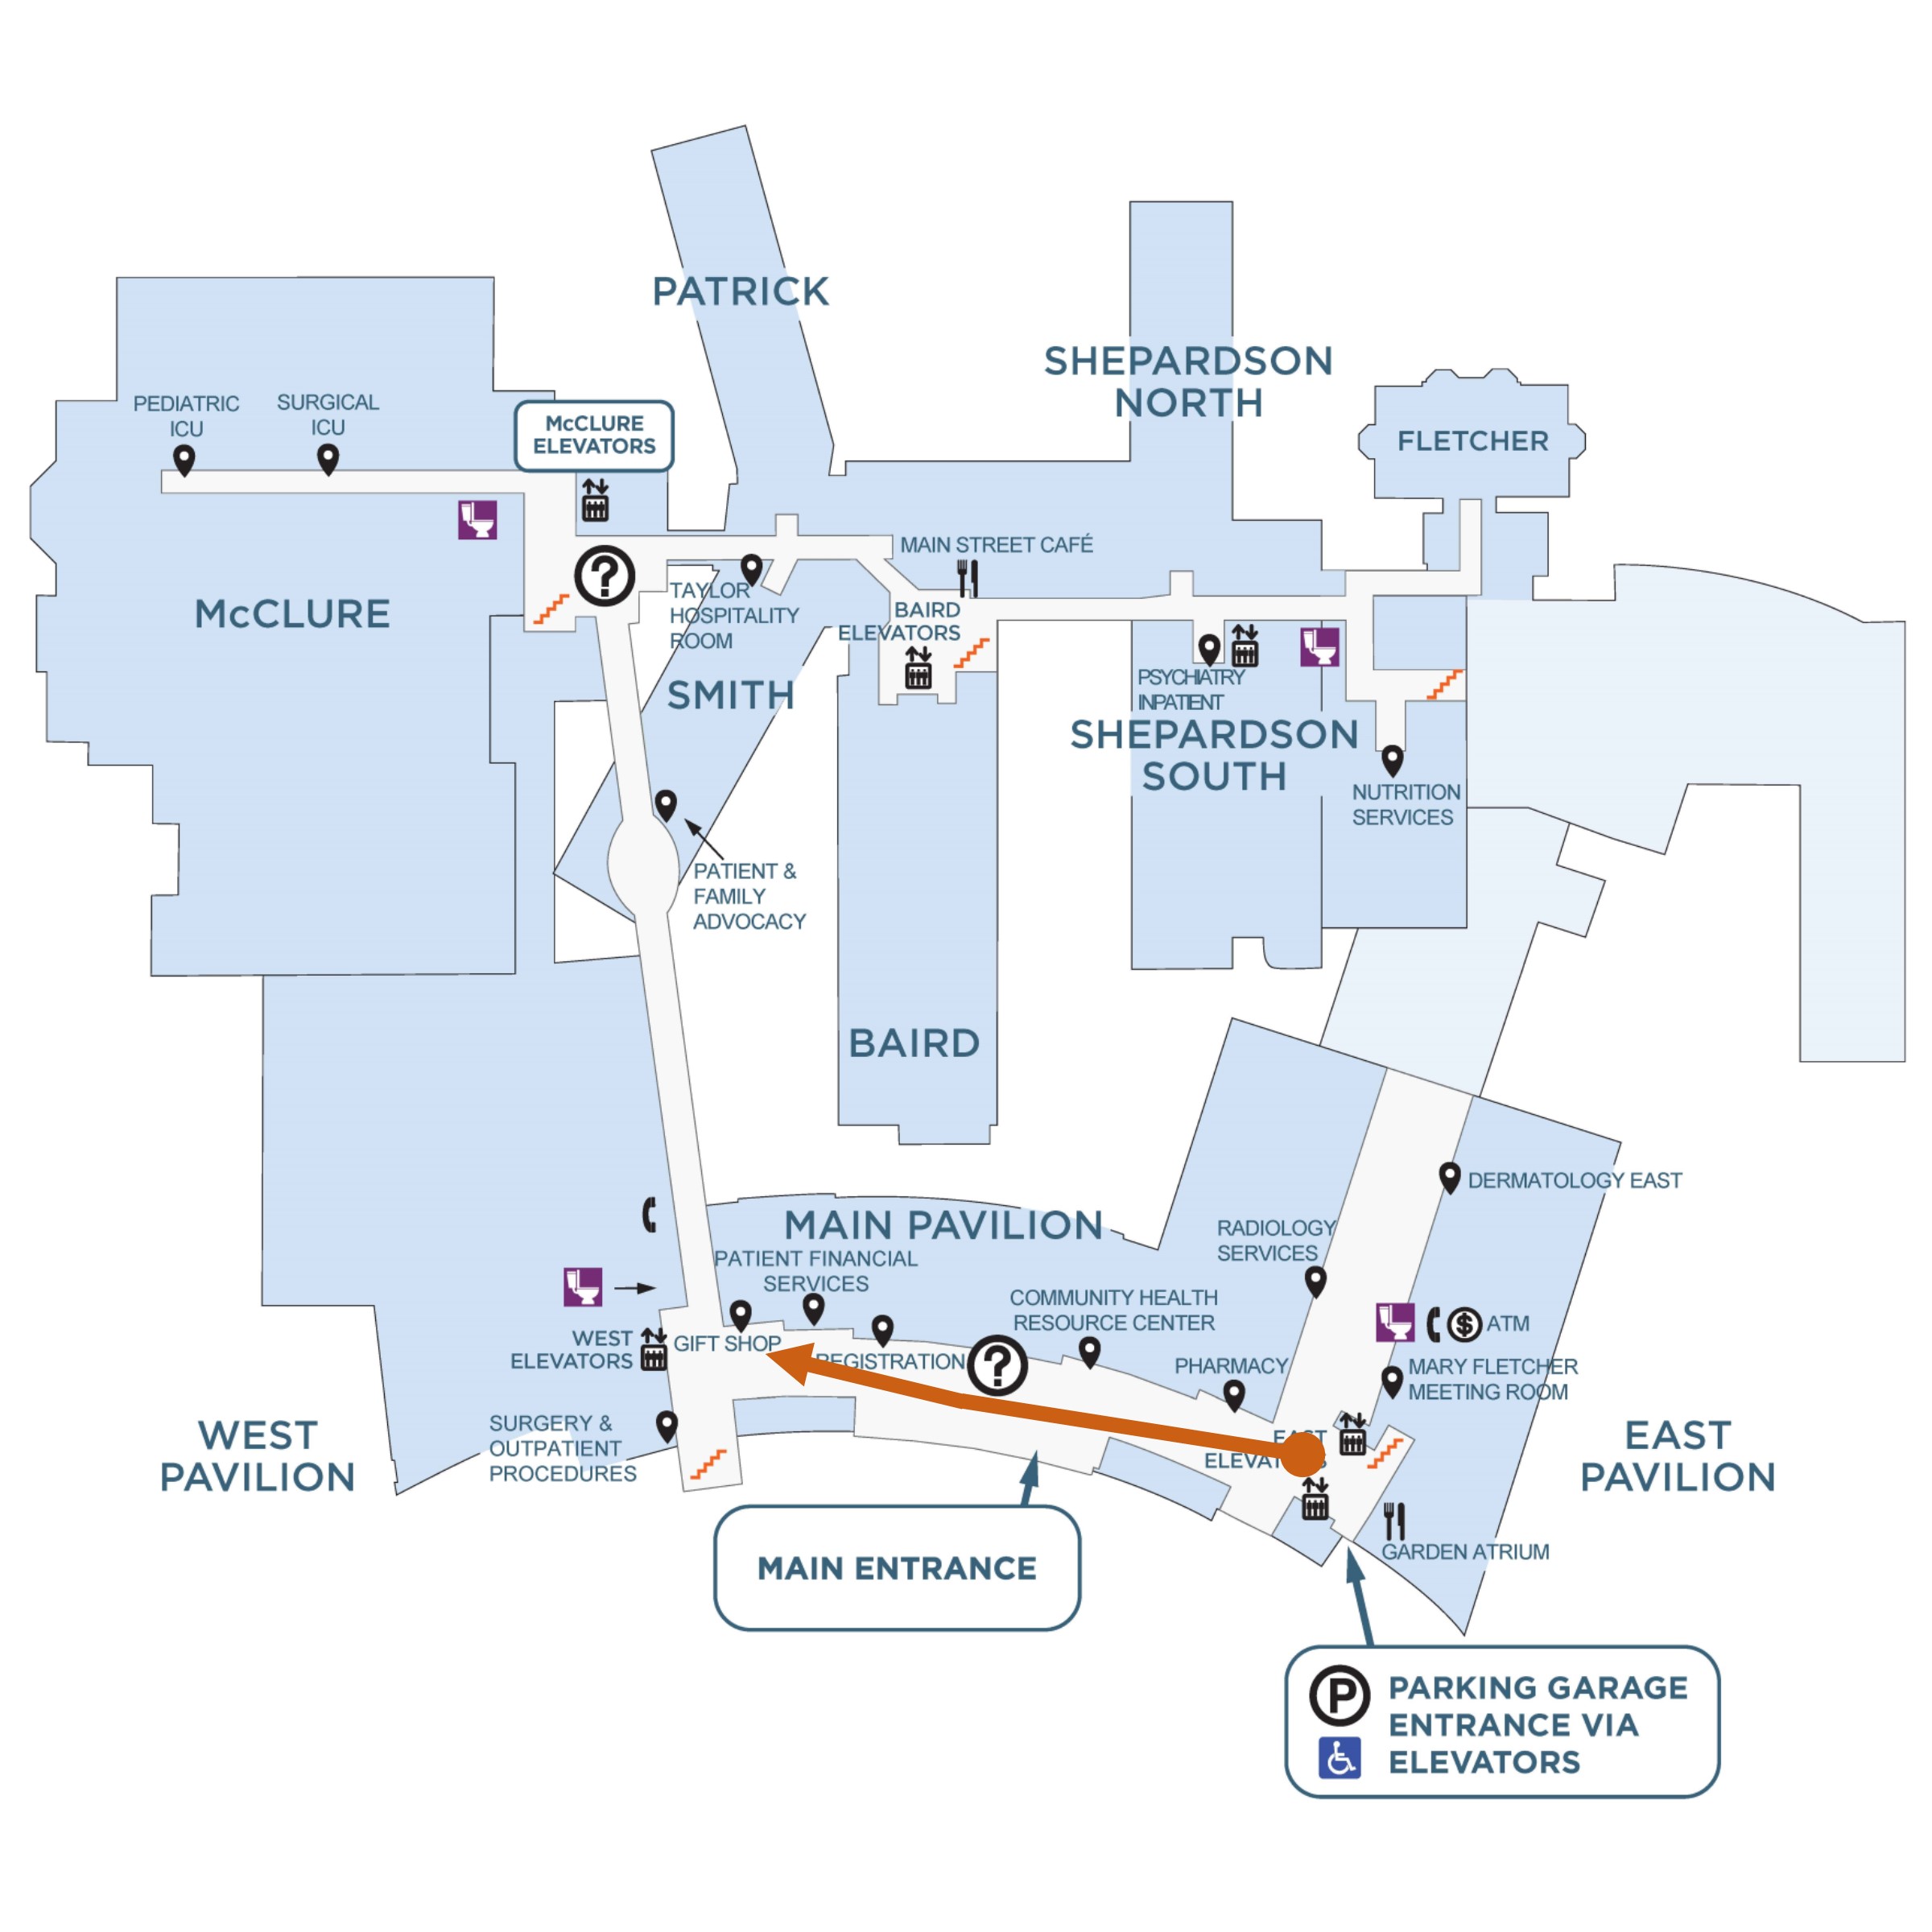 PATRICK
SHEPARDSON
NORTH
FLETCHER
PEDIATRIC
ICU
SURGICAL
ICU
McCLURE
ELEVATORS
?
MAIN STREET CAFÉ
McCLURE
TAYLOR
HOSPITALITY
ROOM
BAIRD
ELEVATORS
SMITH
PSYCHIATRY
INPATIENT
SHEPARDSON
SOUTH
NUTRITION
SERVICES
PATIENT &
FAMILY
ADVOCACY
BAIRD
DERMATOLOGY EAST
MAIN PAVILION
RADIOLOGY
SERVICES
PATIENT FINANCIAL
SERVICES
COMMUNITY HEALTH
RESOURCE CENTER
$ ATM
WEST
ELEVATORS
GIFT SHOP
REGISTRATION
?
PHARMACY
MARY FLETCHER
MEETING ROOM
SURGERY &
OUTPATIENT
PROCEDURES
EAST
WEST
PAVILION
EAST
PAVILION
MAIN ENTRANCE
GARDEN ATRIUM
P
PARKING GARAGE
ENTRANCE VIA
ELEVATORS